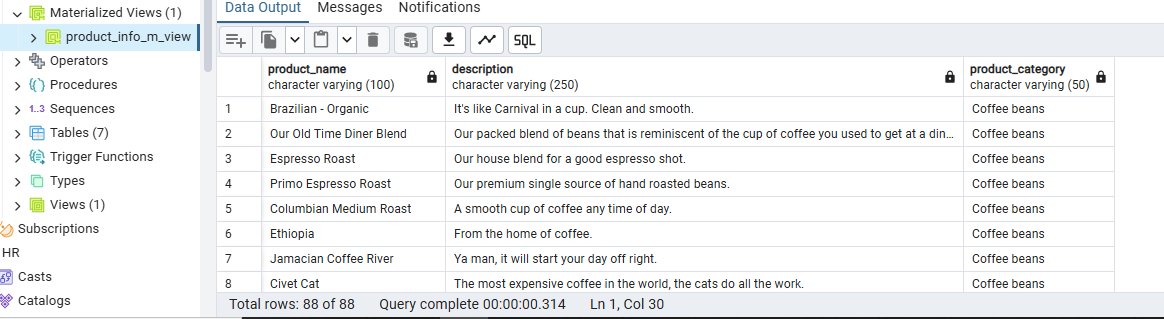 Materialized Views (1)
product_info_m_view
Operators
Procedures
1..3 Sequences
Tables (7)
Trigger Functions
Types
Views (1)
Subscriptions
HR
Casts
Catalogs
Data Output Messages Notifications
SQL
product_name description product_category
character varying (100) character varying (250) character varying (50)
1 Brazilian - Organic It's like Carnival in a cup. Clean and smooth. Coffee beans
2 Our Old Time Diner Blend Our packed blend of beans that is reminiscent of the cup of coffee you used to get at a din... Coffee beans
3 Espresso Roast Our house blend for a good espresso shot. Coffee beans
4 Primo Espresso Roast Our premium single source of hand roasted beans. Coffee beans
5 Columbian Medium Roast A smooth cup of coffee any time of day. Coffee beans
6 Ethiopia From the home of coffee. Coffee beans
7 Jamacian Coffee River Ya man, it will start your day off right. Coffee beans
8 Civet Cat The most expensive coffee in the world, the cats do all the work. Coffee beans
Total rows: 88 of 88 Query complete 00:00:00.314 Ln 1, Col 30